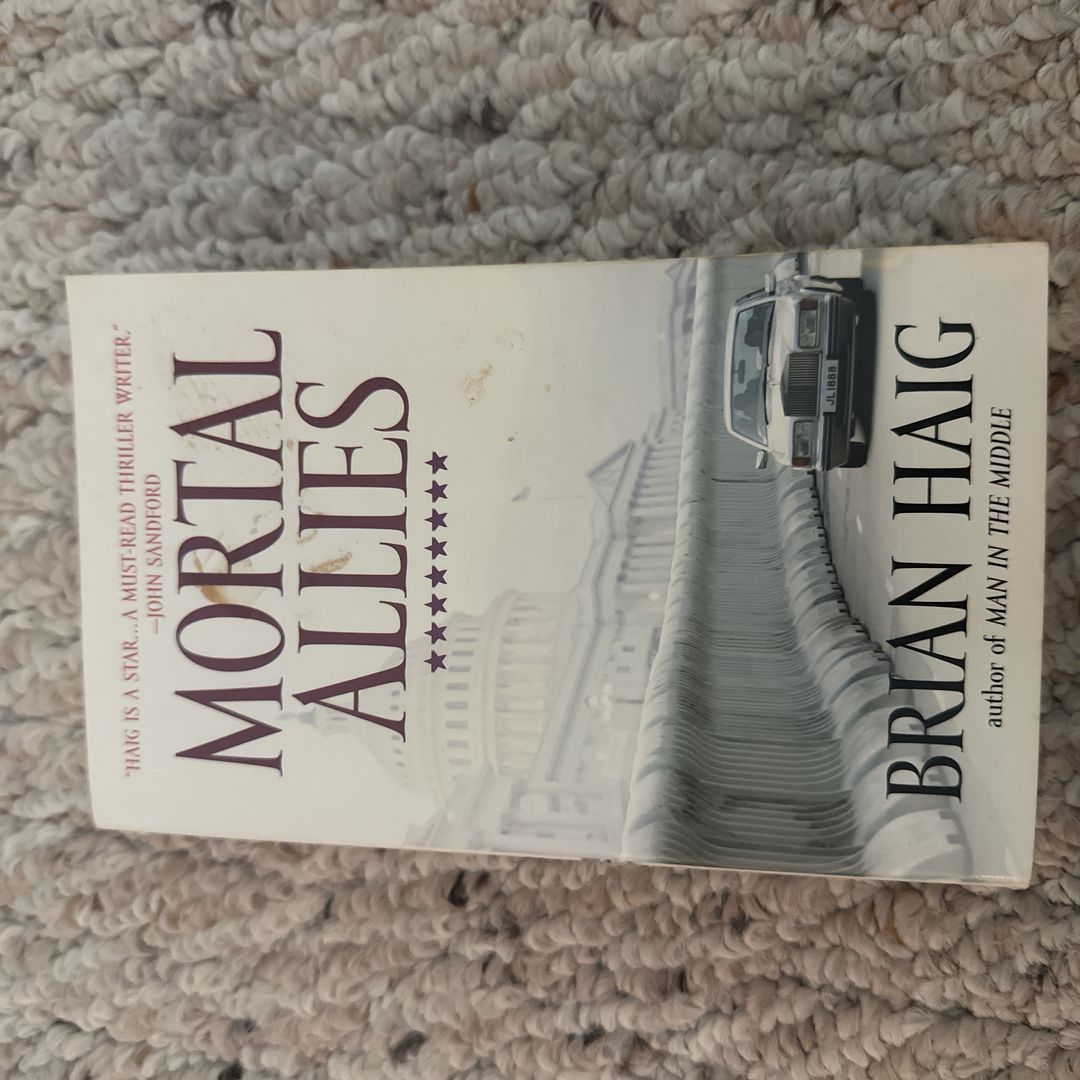 "HAIG IS A STAR...A MUST-READ THRILLER WRITER."
—JOHN SANDFORD
MORTAL
ALLIES
JL1888
BRIAN HAIG
author of MAN IN THE MIDDLE